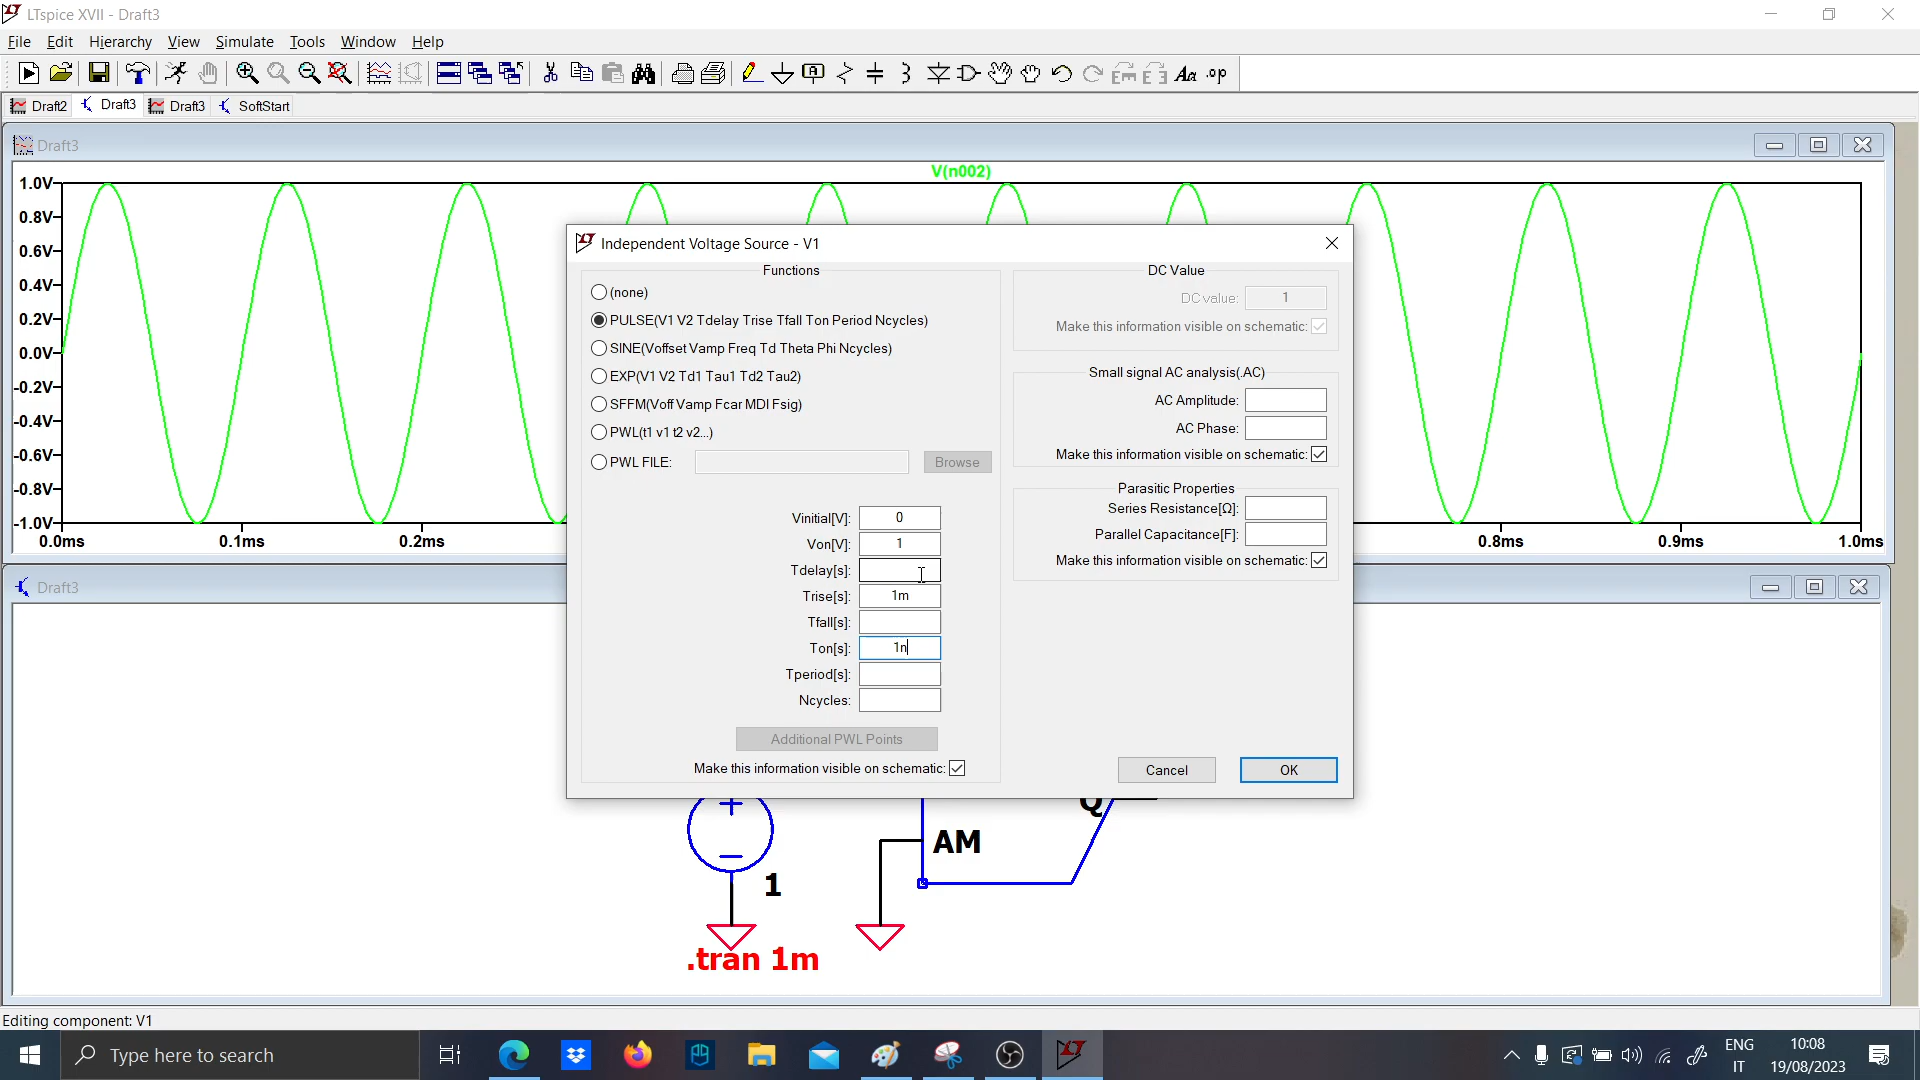 LTspice XVII - Draft3
File Edit Hierarchy View Simulate Tools Window Help
A Aa .op
Draft2 Draft3 Draft3 SoftStart
Draft3
V(n002)
1.0V
0.8V
0.6V
0.4V
0.2V
0.0V
-0.2V
-0.4V
-0.6V
-0.8V
-1.0V
0.0ms 0.1ms 0.2ms 0.8ms 0.9ms 1.0ms
Independent Voltage Source - V1
Functions
(none)
PULSE(V1 V2 Tdelay Trise Tfall Ton Period Ncycles)
SINE(Voffset Vamp Freq Td Theta Phi Ncycles)
EXP(V1 V2 Td1 Tau1 Td2 Tau2)
SFFM(Voff Vamp Fcar MDI Fsig)
PWL(t1 v1 t2 v2...)
PWL FILE: Browse
Vinitial[V]: 0
Von[V]: 1
Tdelay[s]:
Trise[s]: 1m
Tfall[s]:
Ton[s]: 1n
Tperiod[s]:
Ncycles:
Additional PWL Points
Make this information visible on schematic:
DC Value
DC value: 1
Make this information visible on schematic:
Small signal AC analysis(.AC)
AC Amplitude:
AC Phase:
Make this information visible on schematic:
Parasitic Properties
Series Resistance[Ω]:
Parallel Capacitance[F]:
Make this information visible on schematic:
Cancel OK
Draft3
Q
AM
1
.tran 1m
Editing component: V1
Type here to search
ENG
IT
10:08
19/08/2023